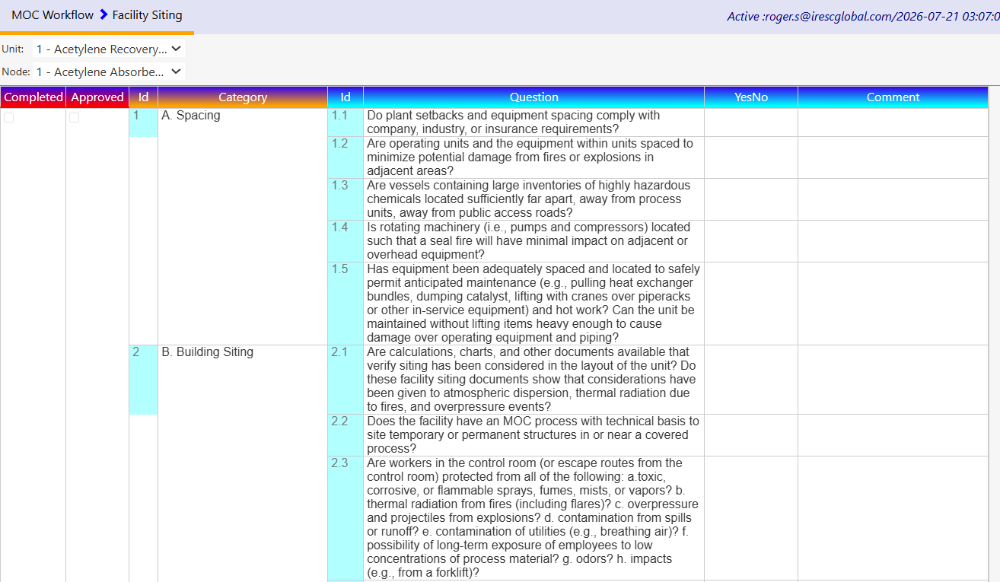 MOC Workflow > Facility Siting
Active :roger.s@irescglobal.com/2026-07-21 03:07:0
Unit: 1 - Acetylene Recovery...
Node: 1 - Acetylene Absorbe...
Completed Approved Id Category Id Question YesNo Comment
1 A. Spacing 1.1 Do plant setbacks and equipment spacing comply with
company, industry, or insurance requirements?
1.2 Are operating units and the equipment within units spaced to
minimize potential damage from fires or explosions in
adjacent areas?
1.3 Are vessels containing large inventories of highly hazardous
chemicals located sufficiently far apart, away from process
units, away from public access roads?
1.4 Is rotating machinery (i.e., pumps and compressors) located
such that a seal fire will have minimal impact on adjacent or
overhead equipment?
1.5 Has equipment been adequately spaced and located to safely
permit anticipated maintenance (e.g., pulling heat exchanger
bundles, dumping catalyst, lifting with cranes over piperacks
or other in-service equipment) and hot work? Can the unit be
maintained without lifting items heavy enough to cause
damage over operating equipment and piping?
2 B. Building Siting 2.1 Are calculations, charts, and other documents available that
verify siting has been considered in the layout of the unit? Do
these facility siting documents show that considerations have
been given to atmospheric dispersion, thermal radiation due
to fires, and overpressure events?
2.2 Does the facility have an MOC process with technical basis to
site temporary or permanent structures in or near a covered
process?
2.3 Are workers in the control room (or escape routes from the
control room) protected from all of the following: a.toxic,
corrosive, or flammable sprays, fumes, mists, or vapors? b.
thermal radiation from fires (including flares)? c. overpressure
and projectiles from explosions? d. contamination from spills
or runoff? e. contamination of utilities (e.g., breathing air)? f.
possibility of long-term exposure of employees to low
concentrations of process material? g. odors? h. impacts
(e.g., from a forklift)?